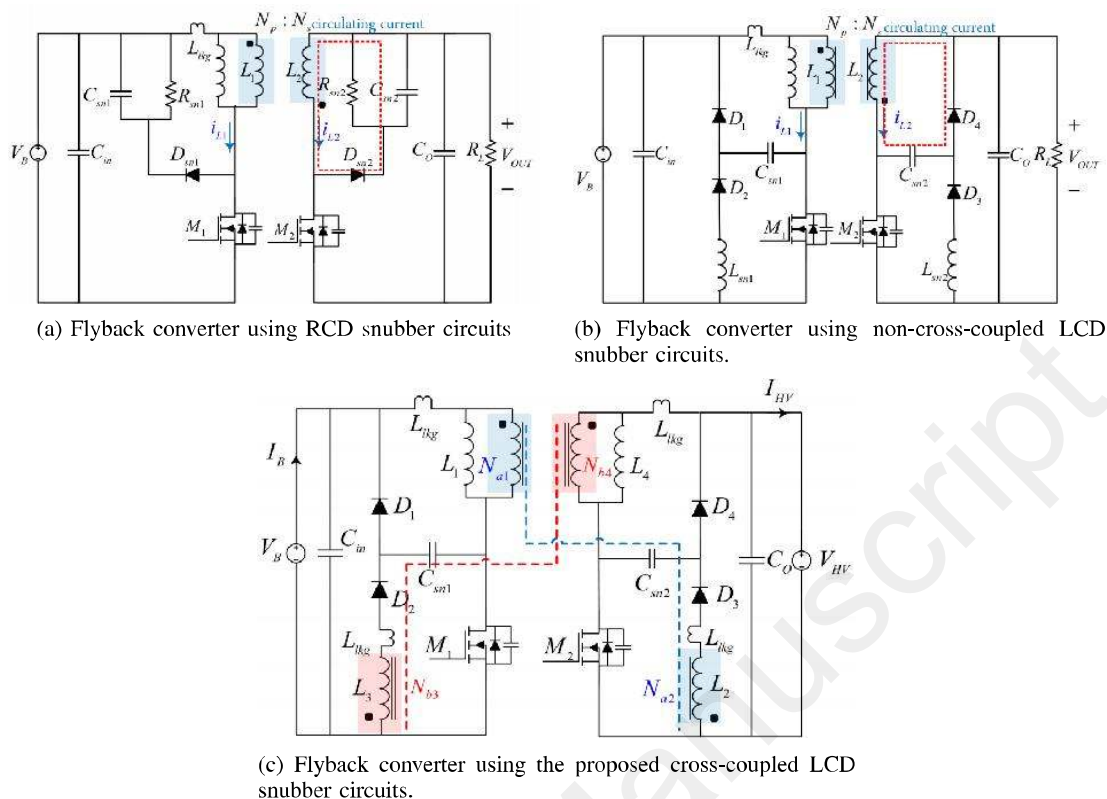 N_p : N_s circulating current
L_lkg
L_1
L_2
C_sn1
R_sn1
R_sn2
C_sn2
i_L1
i_L2
V_B
C_in
D_sn1
D_sn2
C_O
R_L
+
V_OUT
−
M_1
M_2
(a) Flyback converter using RCD snubber circuits
N_p : N_s circulating current
L_lkg
L_1
L_2
D_1
i_L1
i_L2
D_4
V_B
C_in
C_sn1
C_sn2
C_O
R_L
+
V_OUT
−
D_2
D_3
M_1
M_2
L_sn1
L_sn2
(b) Flyback converter using non-cross-coupled LCD
snubber circuits.
I_HV
L_lkg
L_lkg
I_B
L_1
N_a1
N_b4
L_4
D_1
D_4
V_B
C_in
C_sn1
C_sn2
C_O
V_HV
D_2
D_3
L_lkg
M_1
M_2
L_lkg
L_3
N_b3
N_a2
L_2
(c) Flyback converter using the proposed cross-coupled LCD
snubber circuits.
anuscript